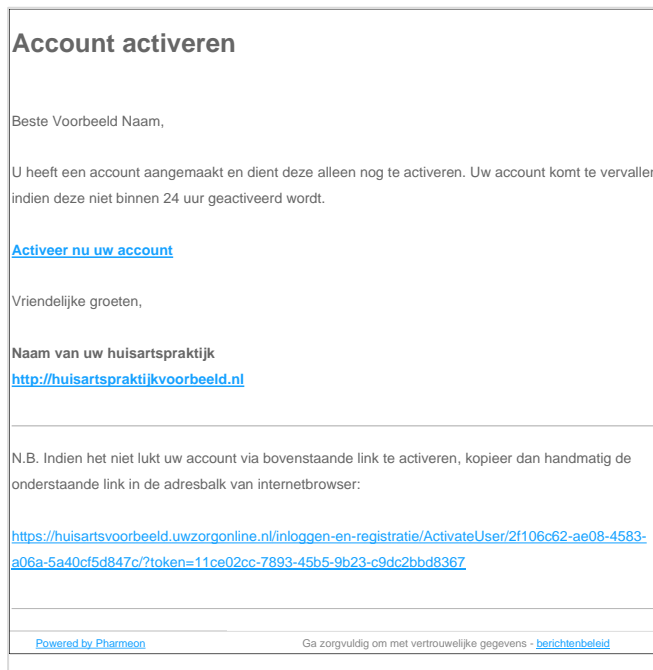 Account activeren
Beste Voorbeeld Naam,
U heeft een account aangemaakt en dient deze alleen nog te activeren. Uw account komt te vervallen
indien deze niet binnen 24 uur geactiveerd wordt.
Activeer nu uw account
Vriendelijke groeten,
Naam van uw huisartspraktijk
http://huisartspraktijkvoorbeeld.nl
N.B. Indien het niet lukt uw account via bovenstaande link te activeren, kopieer dan handmatig de
onderstaande link in de adresbalk van internetbrowser:
https://huisartsvoorbeeld.uwzorgonline.nl/inloggen-en-registratie/ActivateUser/2f106c62-ae08-4583-
a06a-5a40cf5d847c/?token=11ce02cc-7893-45b5-9b23-c9dc2bbd8367
Powered by Pharmeon Ga zorgvuldig om met vertrouwelijke gegevens - berichtenbeleid